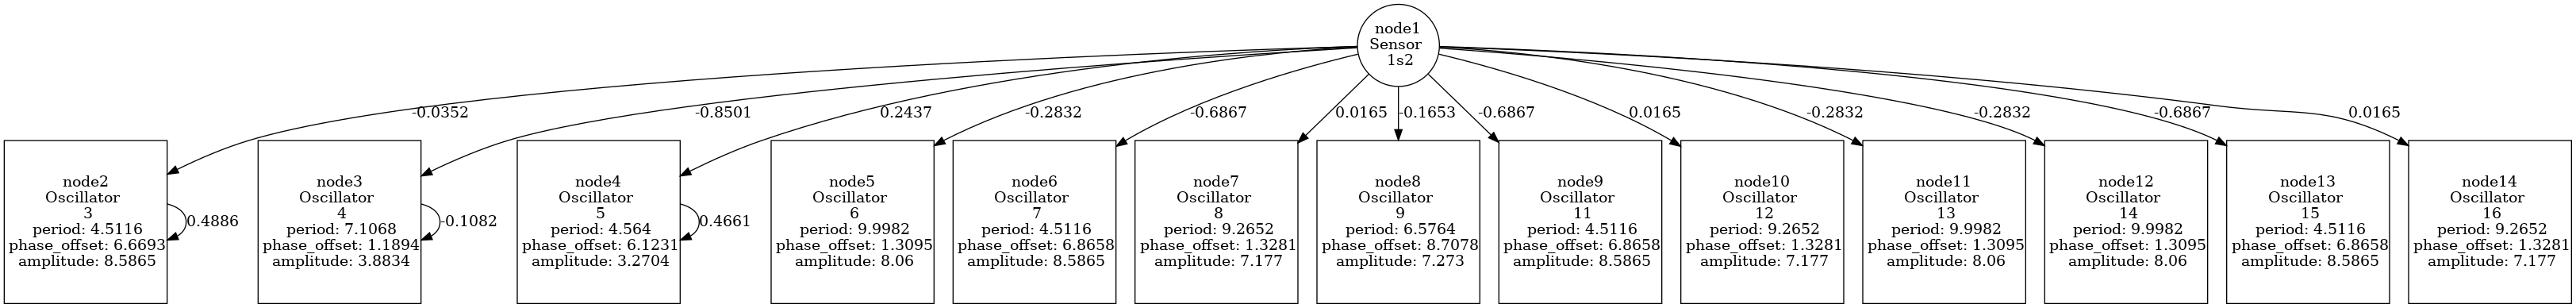 node1
Sensor
1s2
-0.0352
-0.8501
0.2437
-0.2832
-0.6867
0.0165
-0.1653
-0.6867
0.0165
-0.2832
-0.2832
-0.6867
0.0165
node2
Oscillator
3
period: 4.5116
phase_offset: 6.6693
amplitude: 8.5865
0.4886
node3
Oscillator
4
period: 7.1068
phase_offset: 1.1894
amplitude: 3.8834
-0.1082
node4
Oscillator
5
period: 4.564
phase_offset: 6.1231
amplitude: 3.2704
0.4661
node5
Oscillator
6
period: 9.9982
phase_offset: 1.3095
amplitude: 8.06
node6
Oscillator
7
period: 4.5116
phase_offset: 6.8658
amplitude: 8.5865
node7
Oscillator
8
period: 9.2652
phase_offset: 1.3281
amplitude: 7.177
node8
Oscillator
9
period: 6.5764
phase_offset: 8.7078
amplitude: 7.273
node9
Oscillator
11
period: 4.5116
phase_offset: 6.8658
amplitude: 8.5865
node10
Oscillator
12
period: 9.2652
phase_offset: 1.3281
amplitude: 7.177
node11
Oscillator
13
period: 9.9982
phase_offset: 1.3095
amplitude: 8.06
node12
Oscillator
14
period: 9.9982
phase_offset: 1.3095
amplitude: 8.06
node13
Oscillator
15
period: 4.5116
phase_offset: 6.8658
amplitude: 8.5865
node14
Oscillator
16
period: 9.2652
phase_offset: 1.3281
amplitude: 7.177